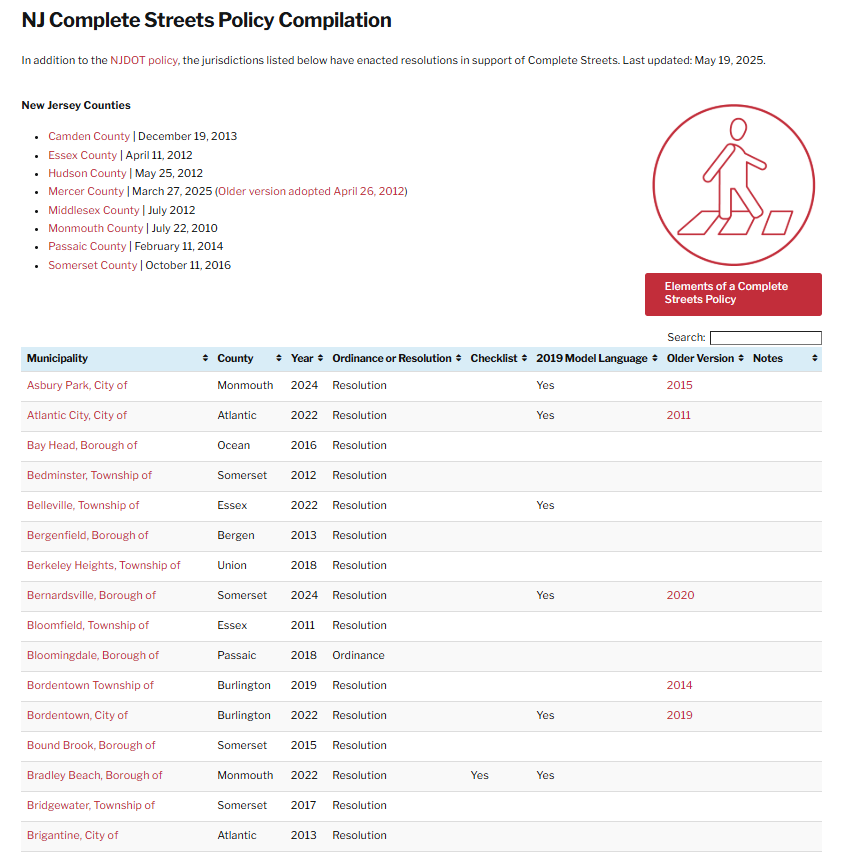 NJ Complete Streets Policy Compilation
In addition to the NJDOT policy, the jurisdictions listed below have enacted resolutions in support of Complete Streets. Last updated: May 19, 2025.
New Jersey Counties
Camden County | December 19, 2013
Essex County | April 11, 2012
Hudson County | May 25, 2012
Mercer County | March 27, 2025 (Older version adopted April 26, 2012)
Middlesex County | July 2012
Monmouth County | July 22, 2010
Passaic County | February 11, 2014
Somerset County | October 11, 2016
Elements of a Complete
Streets Policy
Search:
Municipality County Year Ordinance or Resolution Checklist 2019 Model Language Older Version Notes
Asbury Park, City of Monmouth 2024 Resolution Yes 2015
Atlantic City, City of Atlantic 2022 Resolution Yes 2011
Bay Head, Borough of Ocean 2016 Resolution
Bedminster, Township of Somerset 2012 Resolution
Belleville, Township of Essex 2022 Resolution Yes
Bergenfield, Borough of Bergen 2013 Resolution
Berkeley Heights, Township of Union 2018 Resolution
Bernardsville, Borough of Somerset 2024 Resolution Yes 2020
Bloomfield, Township of Essex 2011 Resolution
Bloomingdale, Borough of Passaic 2018 Ordinance
Bordentown Township of Burlington 2019 Resolution 2014
Bordentown, City of Burlington 2022 Resolution Yes 2019
Bound Brook, Borough of Somerset 2015 Resolution
Bradley Beach, Borough of Monmouth 2022 Resolution Yes Yes
Bridgewater, Township of Somerset 2017 Resolution
Brigantine, City of Atlantic 2013 Resolution